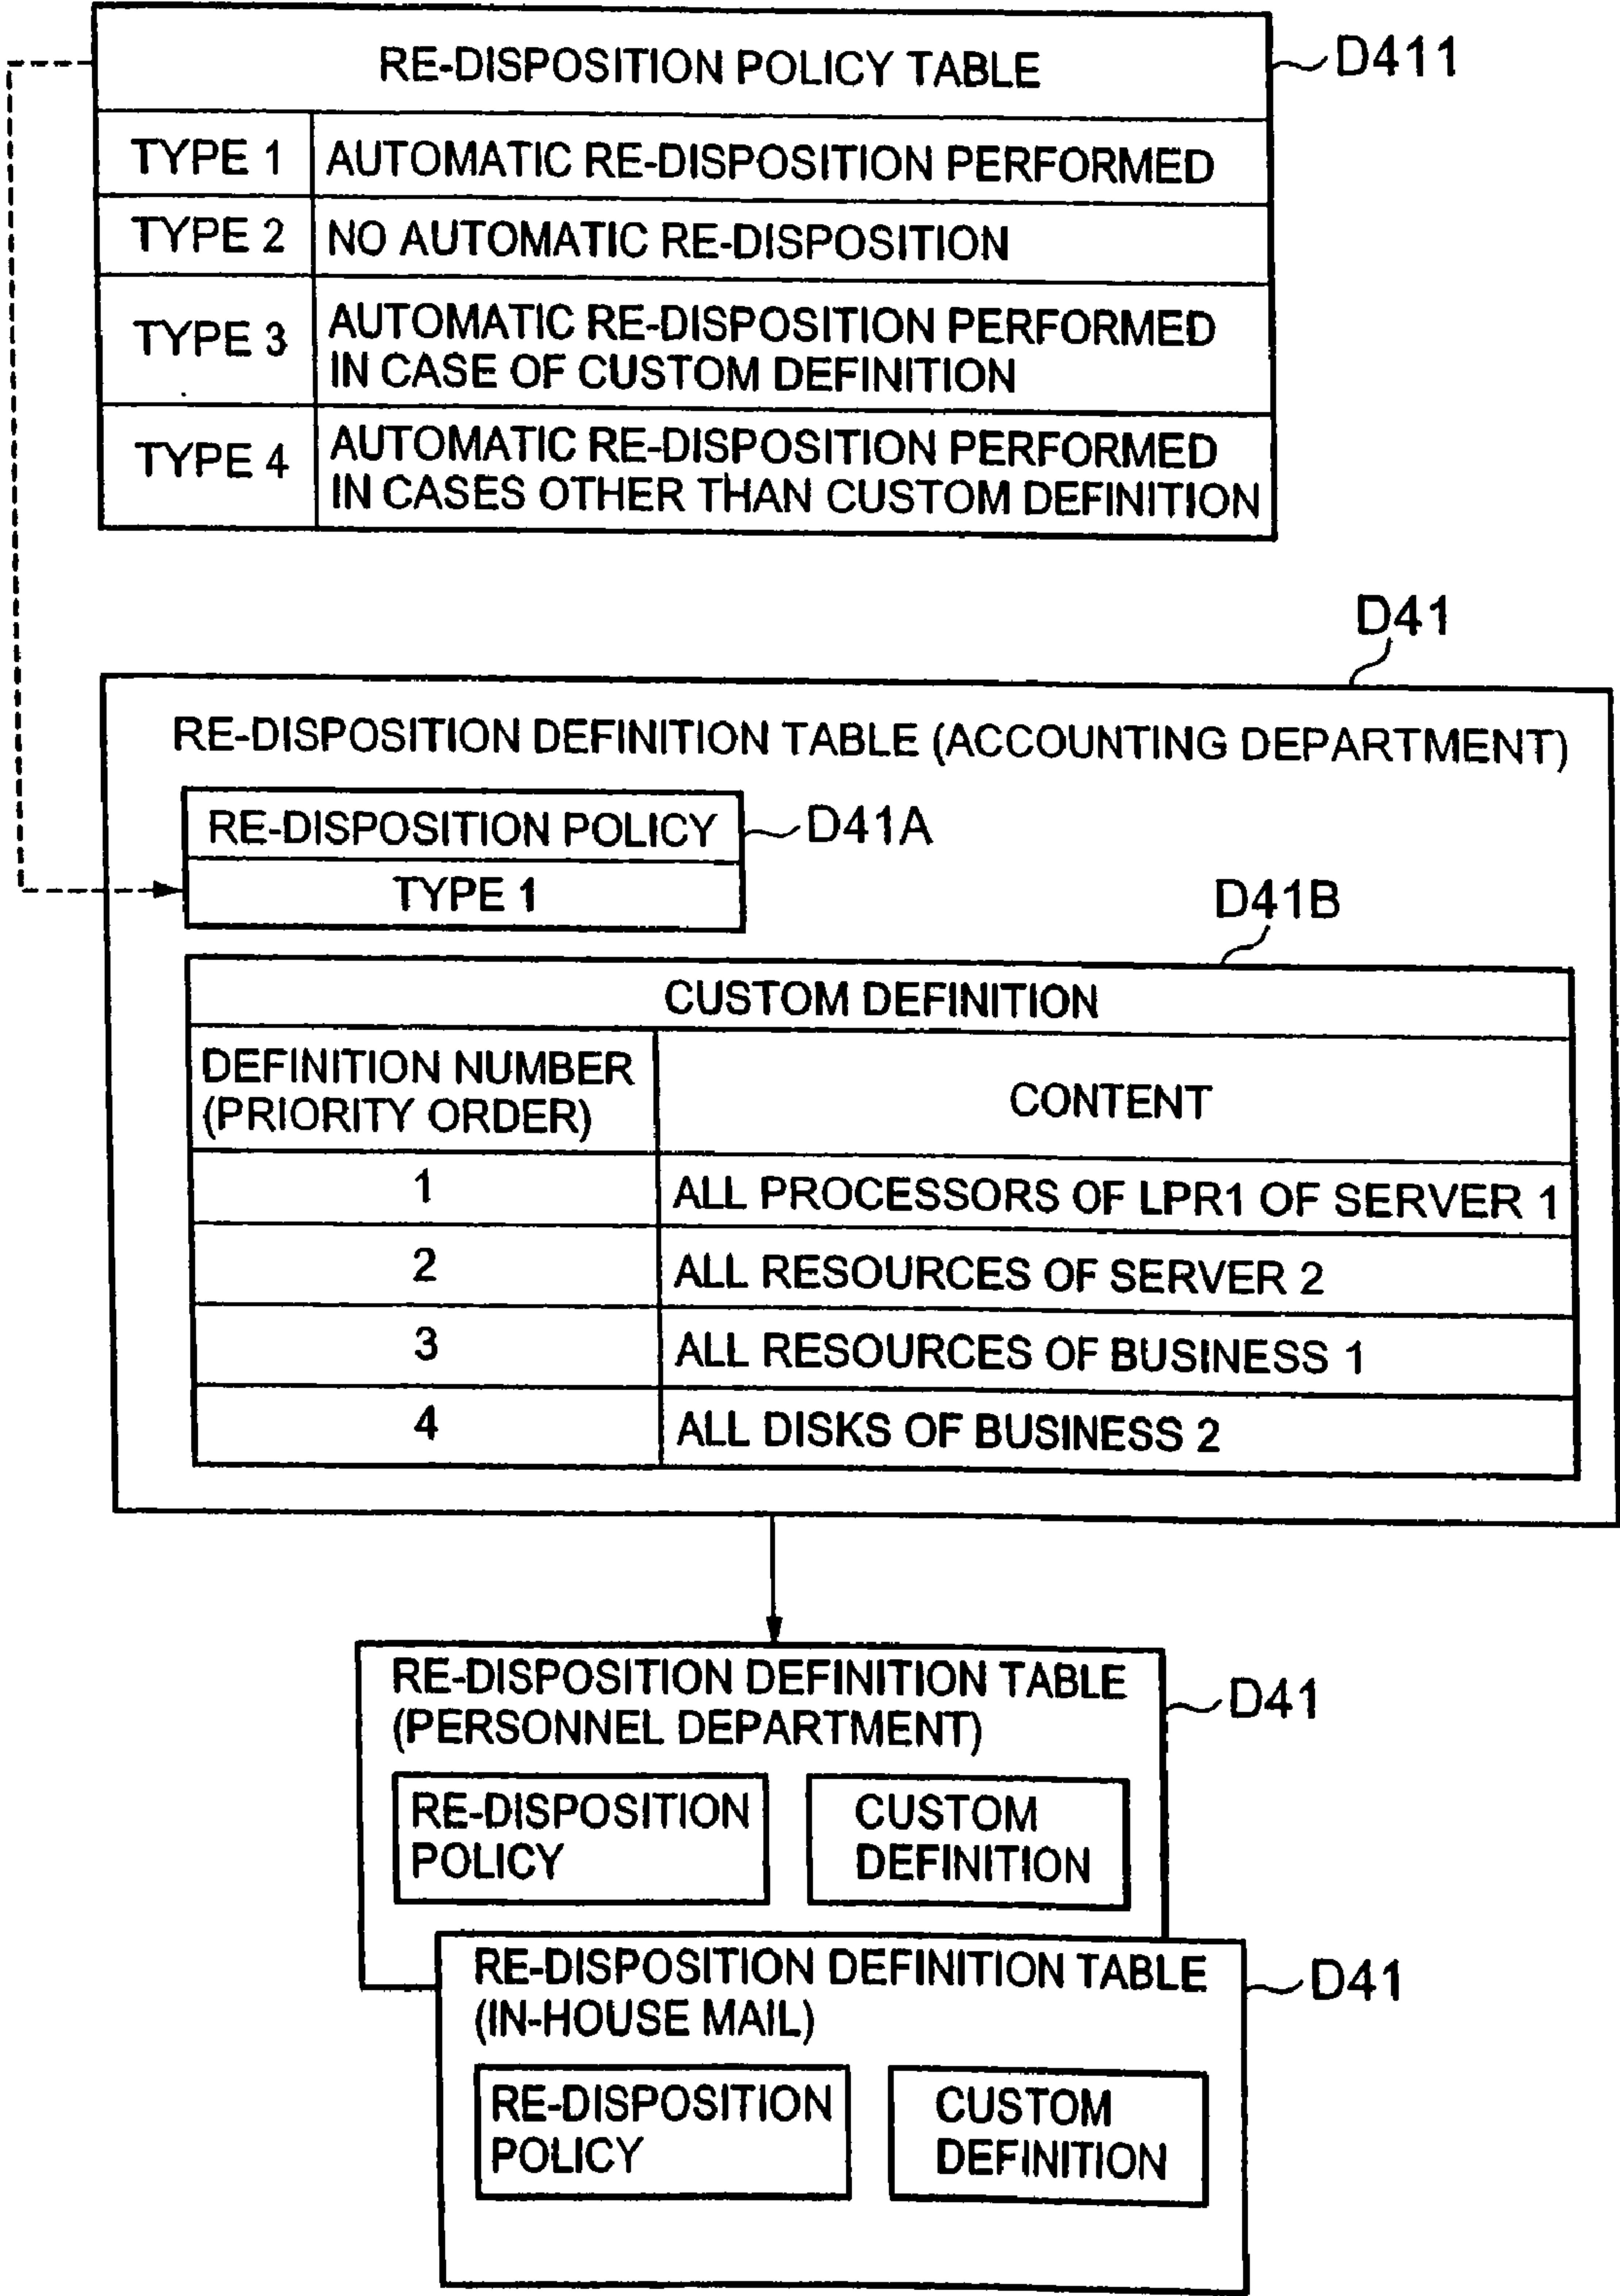 RE-DISPOSITION POLICY TABLE
D411
TYPE 1 AUTOMATIC RE-DISPOSITION PERFORMED
TYPE 2 NO AUTOMATIC RE-DISPOSITION
TYPE 3 AUTOMATIC RE-DISPOSITION PERFORMED
IN CASE OF CUSTOM DEFINITION
TYPE 4 AUTOMATIC RE-DISPOSITION PERFORMED
IN CASES OTHER THAN CUSTOM DEFINITION
D41
RE-DISPOSITION DEFINITION TABLE (ACCOUNTING DEPARTMENT)
RE-DISPOSITION POLICY
D41A
TYPE 1
D41B
CUSTOM DEFINITION
DEFINITION NUMBER
(PRIORITY ORDER)
CONTENT
1 ALL PROCESSORS OF LPR1 OF SERVER 1
2 ALL RESOURCES OF SERVER 2
3 ALL RESOURCES OF BUSINESS 1
4 ALL DISKS OF BUSINESS 2
RE-DISPOSITION DEFINITION TABLE
(PERSONNEL DEPARTMENT)
D41
RE-DISPOSITION
POLICY
CUSTOM
DEFINITION
RE-DISPOSITION DEFINITION TABLE
(IN-HOUSE MAIL)
D41
RE-DISPOSITION
POLICY
CUSTOM
DEFINITION